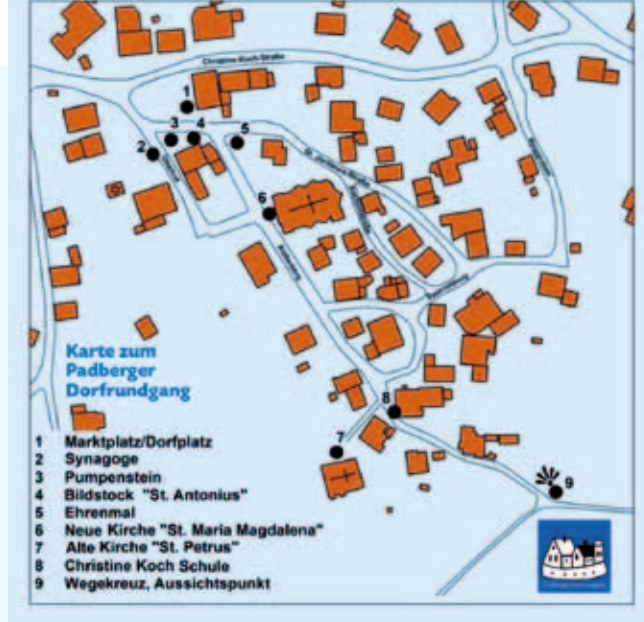 Christine Koch Straße
1
3
4
2
5
6
Karte zum
Padberger
Dorfrundgang
8
7
9
1 Marktplatz/Dorfplatz
2 Synagoge
3 Pumpenstein
4 Bildstock "St. Antonius"
5 Ehrenmal
6 Neue Kirche "St. Maria Magdalena"
7 Alte Kirche "St. Petrus"
8 Christine Koch Schule
9 Wegekreuz, Aussichtspunkt